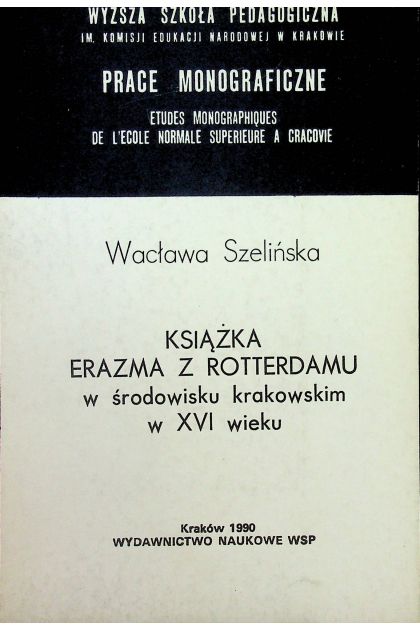 WYŻSZA SZKOŁA PEDAGOGICZNA
IM. KOMISJI EDUKACJI NARODOWEJ W KRAKOWIE
PRACE MONOGRAFICZNE
ETUDES MONOGRAPHIQUES
DE L'ECOLE NORMALE SUPERIEURE A CRACOVIE
Wacława Szelińska
KSIĄŻKA
ERAZMA Z ROTTERDAMU
w środowisku krakowskim
w XVI wieku
Kraków 1990
WYDAWNICTWO NAUKOWE WSP